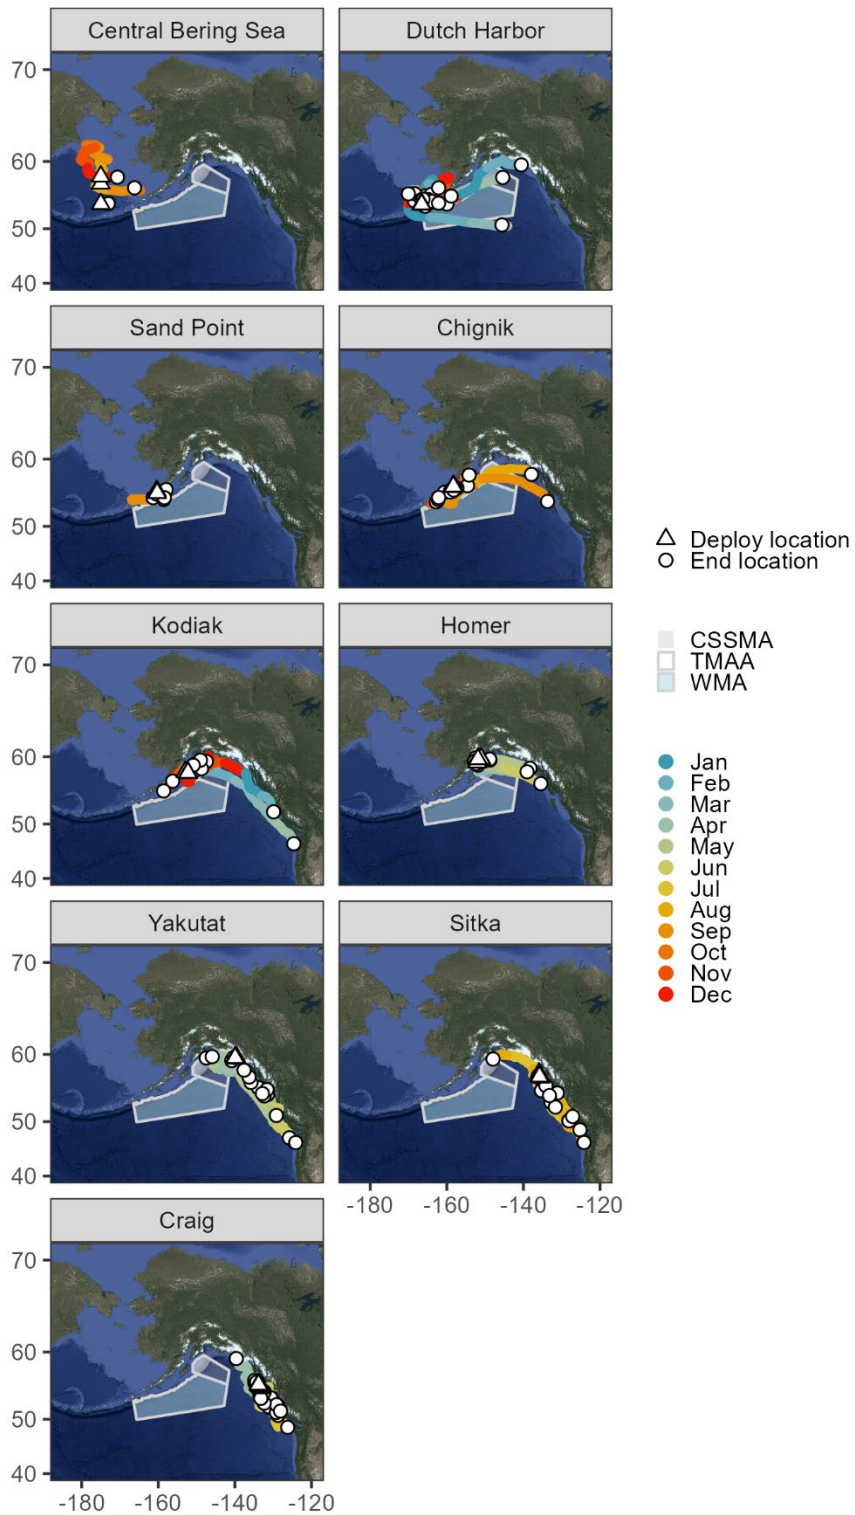 Central Bering Sea
Dutch Harbor
70
60
50
40
Sand Point
Chignik
70
60
50
40
Deploy location
End location
Kodiak
Homer
CSSMA
TMAA
WMA
70
60
50
40
Jan
Feb
Mar
Apr
May
Jun
Jul
Aug
Sep
Oct
Nov
Dec
Yakutat
Sitka
70
60
50
40
-180 -160 -140 -120
Craig
70
60
50
40
-180 -160 -140 -120